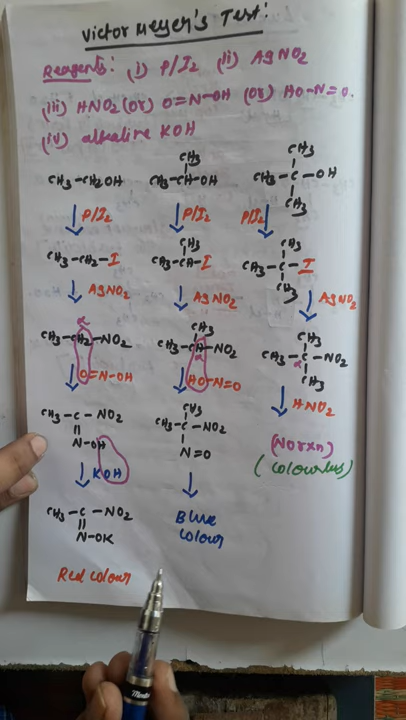 Victor Meyer's Test:
Reagents: (i) P/I2 (ii) AgNO2
(iii) HNO2 (or) O=N-OH (or) HO-N=O.
(iv) alkaline KOH
CH3-CH2OH
P/I2
CH3-CH2-I
AgNO2
α
CH3-CH2-NO2
O=N-OH
CH3-C-NO2
||
N-OH
KOH
CH3-C-NO2
||
N-OK
Red colour
CH3
CH3-CH-OH
P/I2
CH3
CH3-CH-I
AgNO2
CH3
CH3-CH-NO2
α
HO-N=O
CH3
CH3-C-NO2
N=O
Blue
colour
CH3
CH3-C-OH
CH3
P/I2
CH3
CH3-C-I
CH3
AgNO2
CH3
CH3-C-NO2
α
CH3
HNO2
(No rxn)
(Colourless)